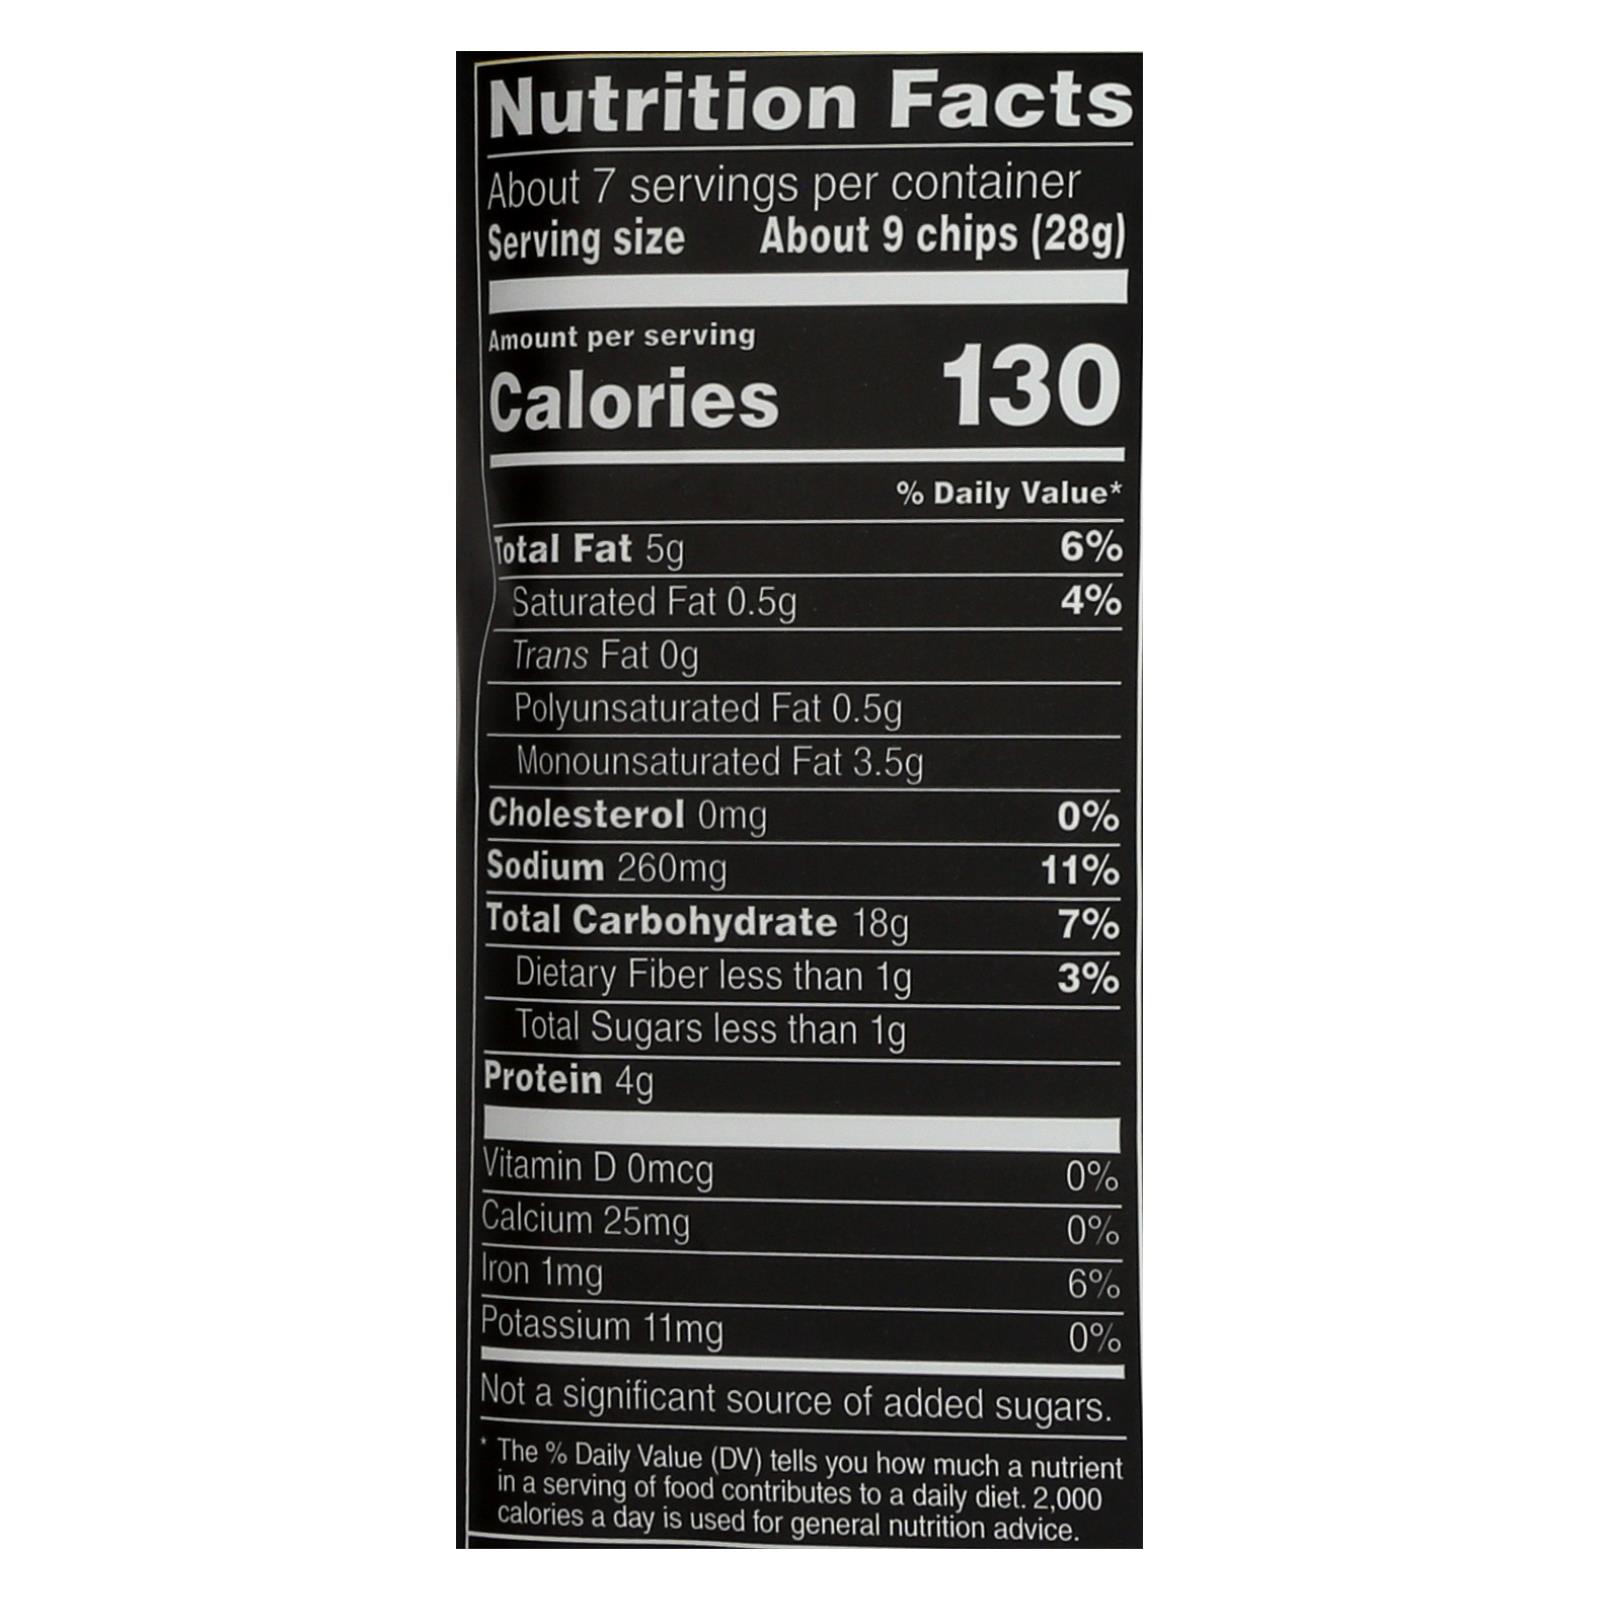 Nutrition Facts
About 7 servings per container
Serving size About 9 chips (28g)
Amount per serving
Calories 130
% Daily Value*
Total Fat 5g 6%
Saturated Fat 0.5g 4%
Trans Fat 0g
Polyunsaturated Fat 0.5g
Monounsaturated Fat 3.5g
Cholesterol 0mg 0%
Sodium 260mg 11%
Total Carbohydrate 18g 7%
Dietary Fiber less than 1g 3%
Total Sugars less than 1g
Protein 4g
Vitamin D 0mcg 0%
Calcium 25mg 0%
Iron 1mg 6%
Potassium 11mg 0%
Not a significant source of added sugars.
* The % Daily Value (DV) tells you how much a nutrient
in a serving of food contributes to a daily diet. 2,000
calories a day is used for general nutrition advice.